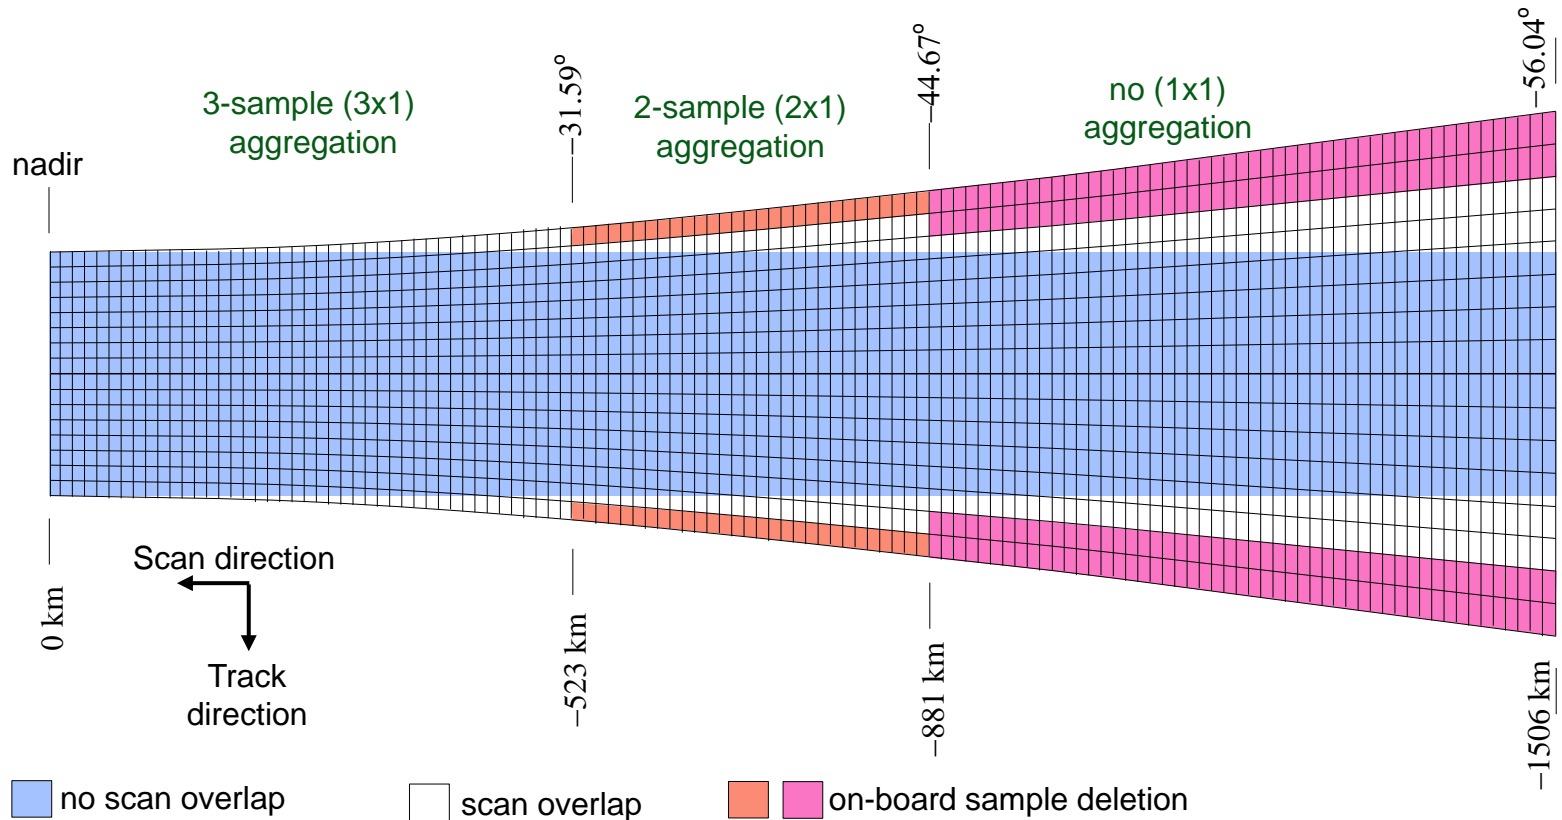 3-sample (3x1)
aggregation
−31.59°
2-sample (2x1)
aggregation
−44.67°
no (1x1)
aggregation
−56.04°
nadir
Scan direction
Track
direction
0 km
−523 km
−881 km
−1506 km
no scan overlap
scan overlap
on-board sample deletion